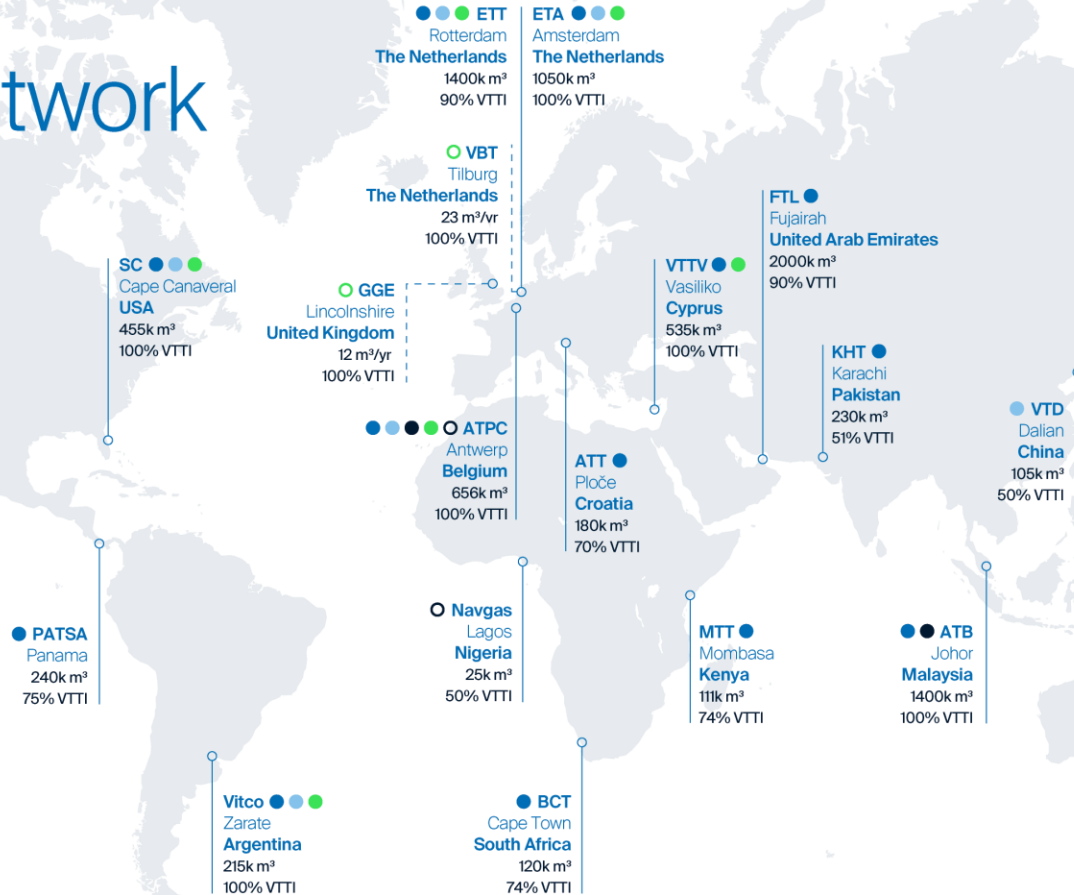 twork
ETT
Rotterdam
The Netherlands
1400k m³
90% VTTI
ETA
Amsterdam
The Netherlands
1050k m³
100% VTTI
VBT
Tilburg
The Netherlands
23 m³/vr
100% VTTI
FTL
Fujairah
United Arab Emirates
2000k m³
90% VTTI
SC
Cape Canaveral
USA
455k m³
100% VTTI
GGE
Lincolnshire
United Kingdom
12 m³/yr
100% VTTI
VTTV
Vasiliko
Cyprus
535k m³
100% VTTI
KHT
Karachi
Pakistan
230k m³
51% VTTI
VTD
Dalian
China
105k m³
50% VTTI
ATPC
Antwerp
Belgium
656k m³
100% VTTI
ATT
Ploče
Croatia
180k m³
70% VTTI
PATSA
Panama
240k m³
75% VTTI
Navgas
Lagos
Nigeria
25k m³
50% VTTI
MTT
Mombasa
Kenya
111k m³
74% VTTI
ATB
Johor
Malaysia
1400k m³
100% VTTI
Vitco
Zarate
Argentina
215k m³
100% VTTI
BCT
Cape Town
South Africa
120k m³
74% VTTI